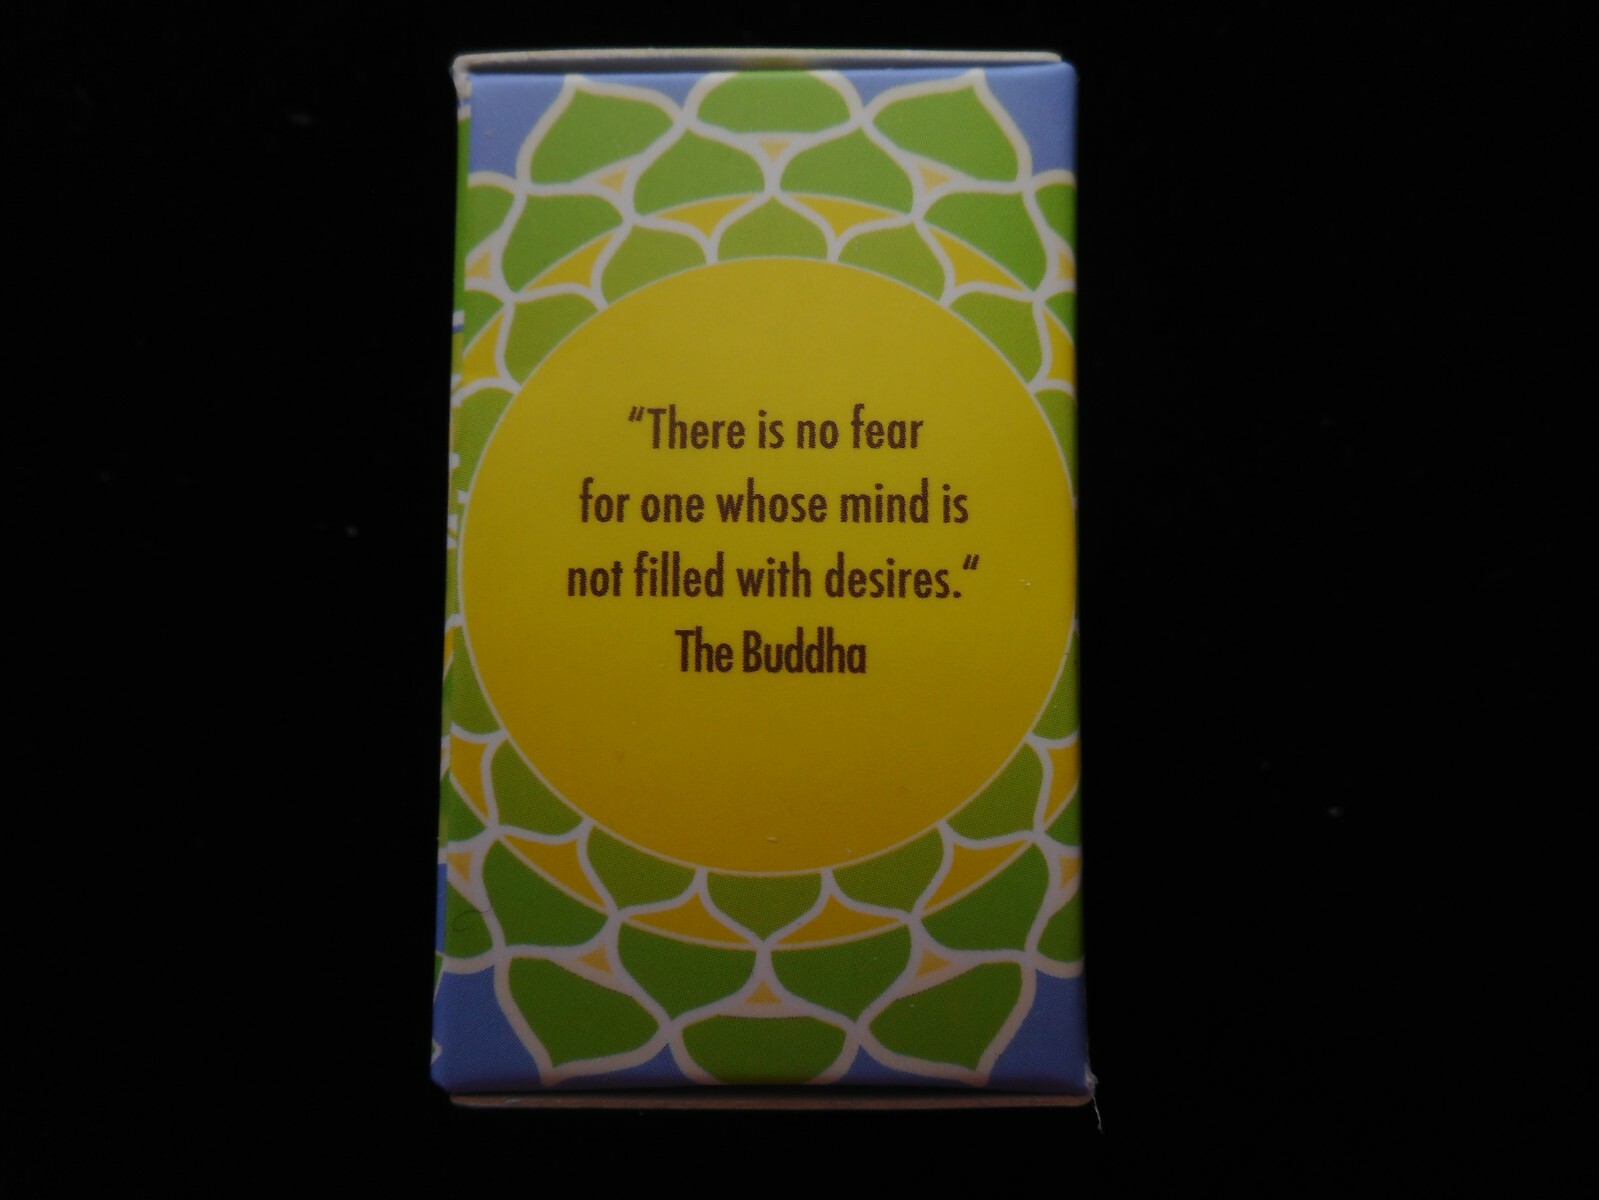 “There is no fear
for one whose mind is
not filled with desires.“
The Buddha